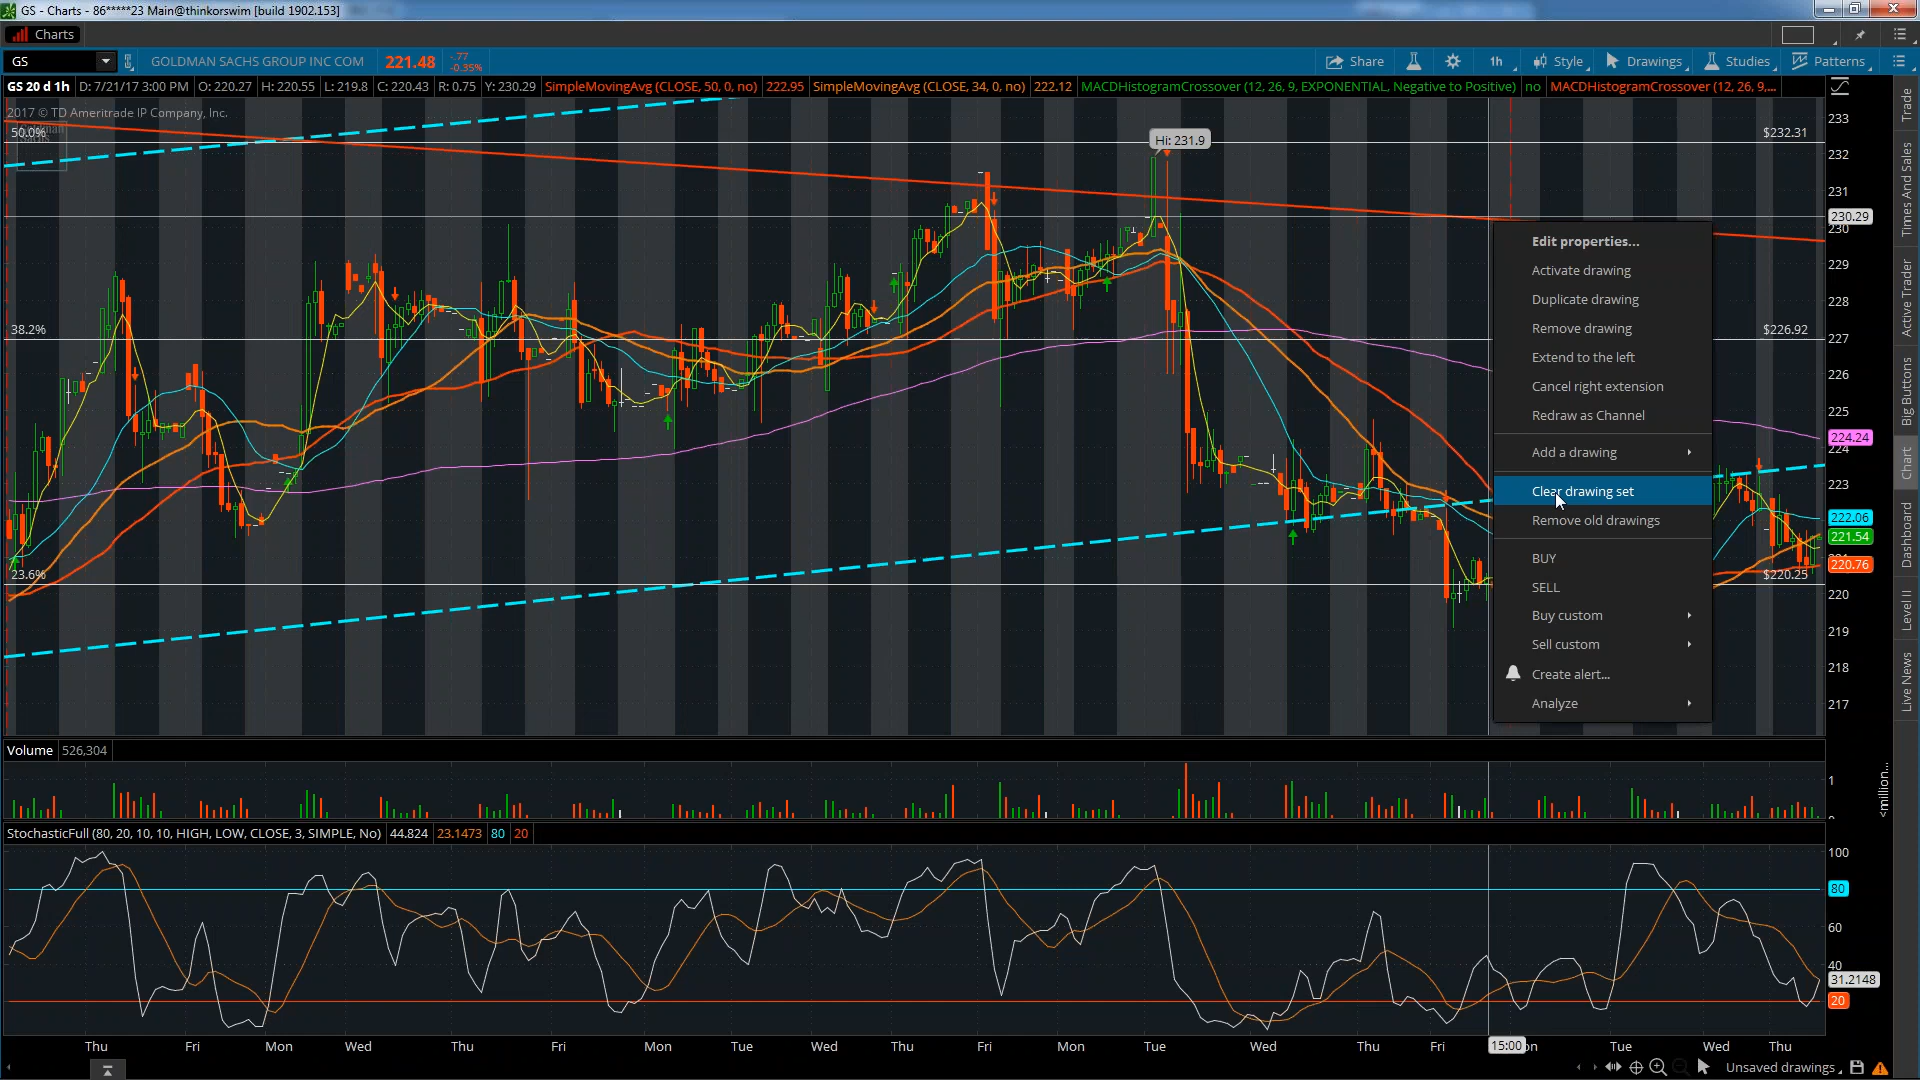 GS - Charts - 86*****23 Main@thinkorswim [build 1902.153]
Charts
GS GOLDMAN SACHS GROUP INC COM 221.48 -.77 -0.35% Share 1h Style Drawings Studies Patterns
GS 20 d 1h D: 7/21/17 3:00 PM O: 220.27 H: 220.55 L: 219.8 C: 220.43 R: 0.75 Y: 230.29 SimpleMovingAvg (CLOSE, 50, 0, no) 222.95 SimpleMovingAvg (CLOSE, 34, 0, no) 222.12 MACDHistogramCrossover (12, 26, 9, EXPONENTIAL, Negative to Positive) no MACDHistogramCrossover (12, 26, 9,...
2017 © TD Ameritrade IP Company, Inc.
50.0%
$232.31
Hi: 231.9
38.2%
$226.92
23.6%
$220.25
233
232
231
230.29
230
229
228
227
226
225
224.24
224
223
222.06
221.54
220.76
220
219
218
217
Edit properties...
Activate drawing
Duplicate drawing
Remove drawing
Extend to the left
Cancel right extension
Redraw as Channel
Add a drawing
Clear drawing set
Remove old drawings
BUY
SELL
Buy custom
Sell custom
Create alert...
Analyze
Trade
Times And Sales
Active Trader
Big Buttons
Chart
Dashboard
Level II
Live News
Volume 526,304
1
<million...
StochasticFull (80, 20, 10, 10, HIGH, LOW, CLOSE, 3, SIMPLE, No) 44.824 23.1473 80 20
100
80
60
40
31.2148
20
Thu Fri Mon Wed Thu Fri Mon Tue Wed Thu Fri Mon Tue Wed Thu Fri 15:00 on Tue Wed Thu
Unsaved drawings